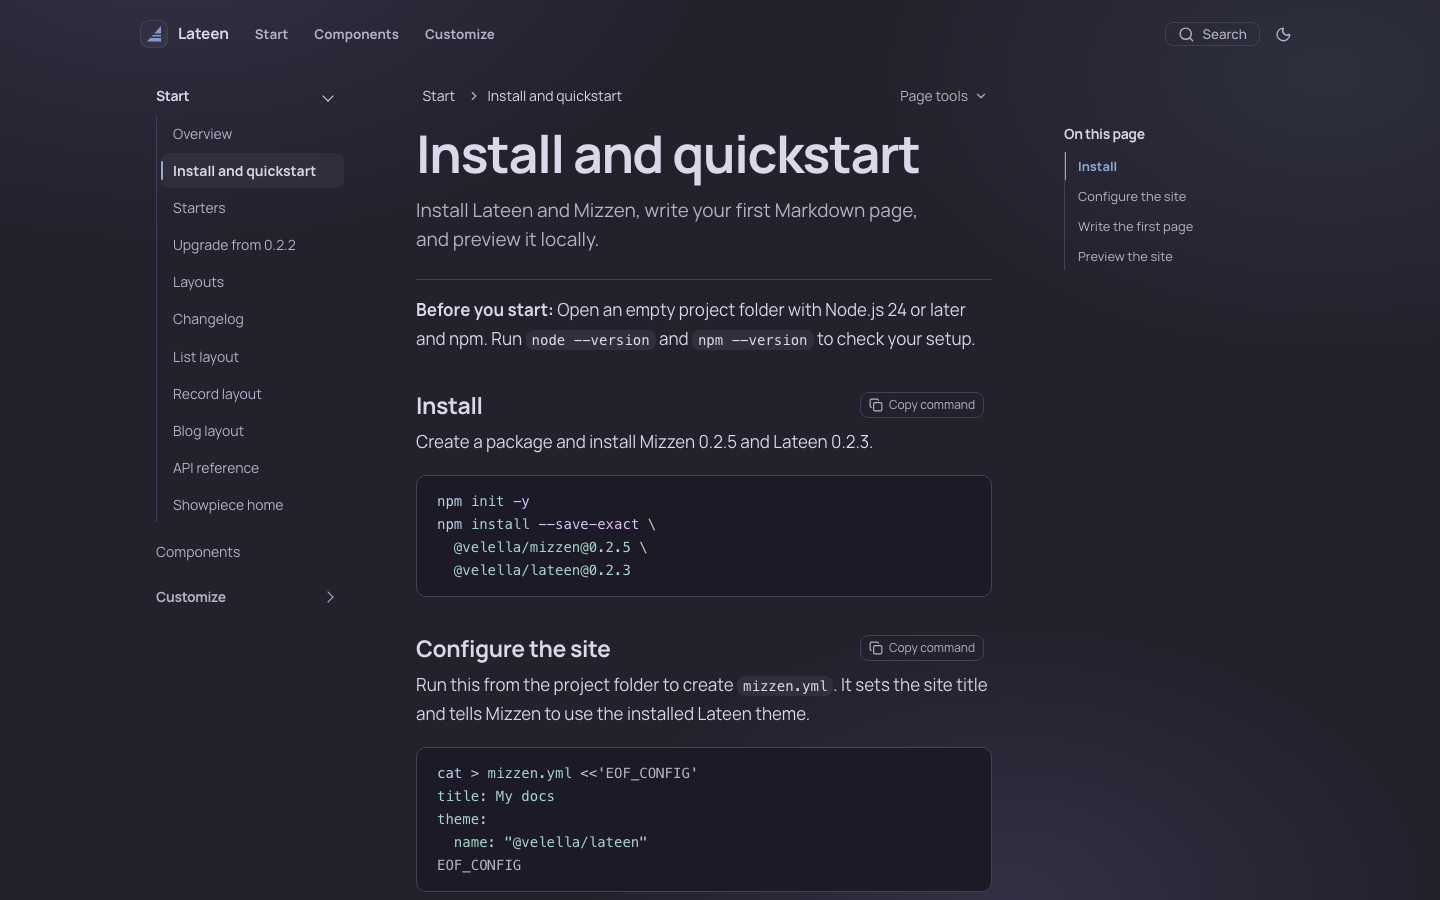 Lateen
Start
Components
Customize
Search
Start
Overview
Install and quickstart
Starters
Upgrade from 0.2.2
Layouts
Changelog
List layout
Record layout
Blog layout
API reference
Showpiece home
Components
Customize
Start > Install and quickstart
Page tools
Install and quickstart
Install Lateen and Mizzen, write your first Markdown page,
and preview it locally.
Before you start: Open an empty project folder with Node.js 24 or later
and npm. Run node --version and npm --version to check your setup.
Install
Copy command
Create a package and install Mizzen 0.2.5 and Lateen 0.2.3.
npm init -y
npm install --save-exact \
  @velella/mizzen@0.2.5 \
  @velella/lateen@0.2.3
Configure the site
Copy command
Run this from the project folder to create mizzen.yml. It sets the site title
and tells Mizzen to use the installed Lateen theme.
cat > mizzen.yml <<'EOF_CONFIG'
title: My docs
theme:
  name: "@velella/lateen"
EOF_CONFIG
On this page
Install
Configure the site
Write the first page
Preview the site